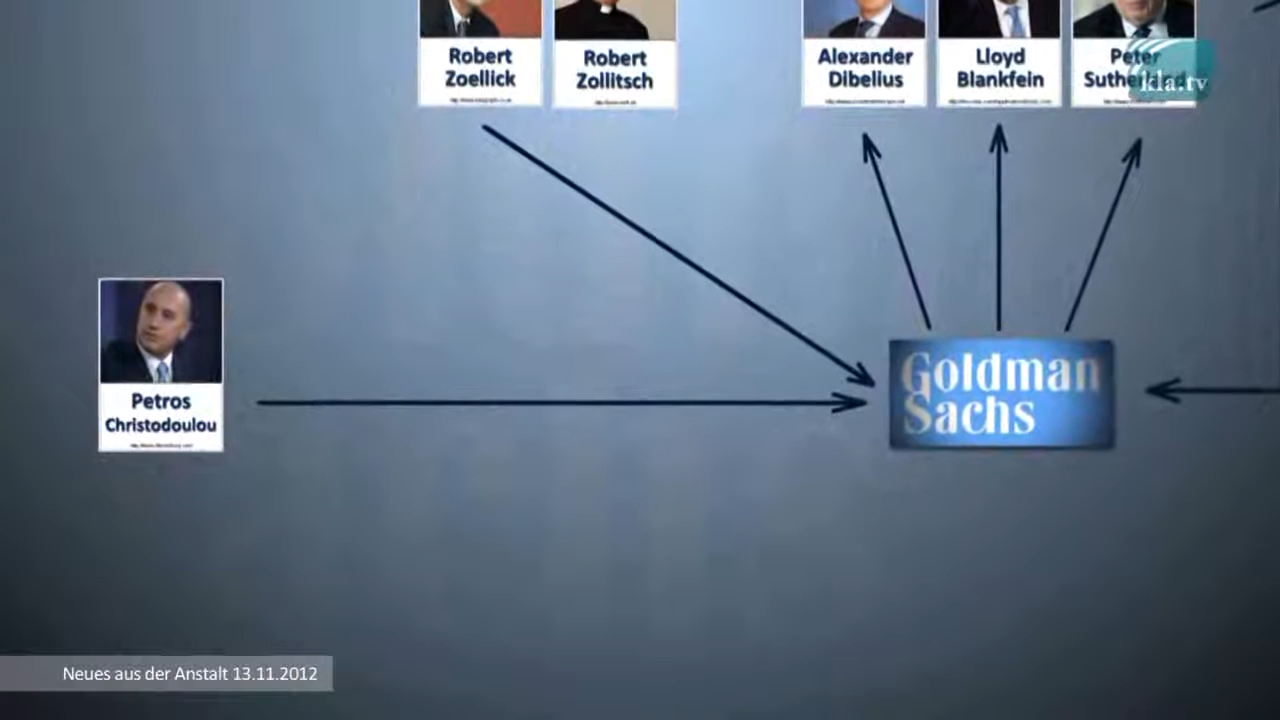 Robert
Zoellick
Robert
Zollitsch
Alexander
Dibelius
Lloyd
Blankfein
Peter
Sutherland
kla.tv
Petros
Christodoulou
Goldman
Sachs
Neues aus der Anstalt 13.11.2012